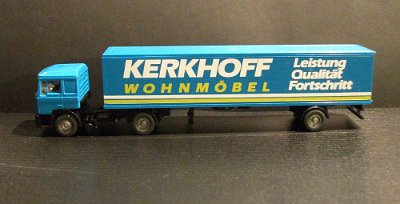 KERKHOFF
WOHNMÖBEL
Leistung
Qualität
Fortschritt